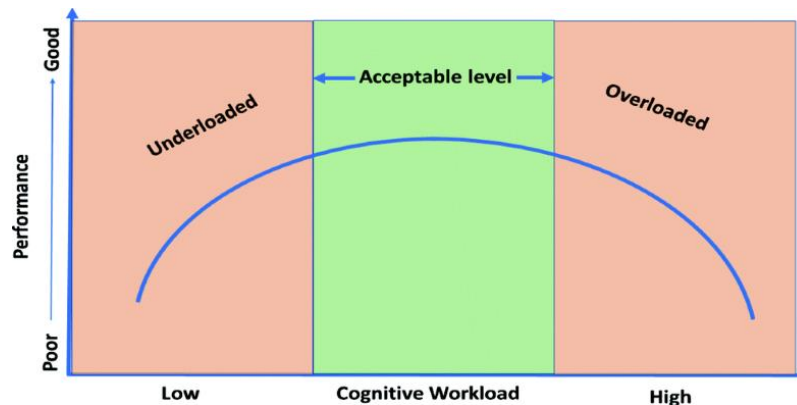 Good
Performance
Poor
Underloaded
Acceptable level
Overloaded
Low
Cognitive Workload
High